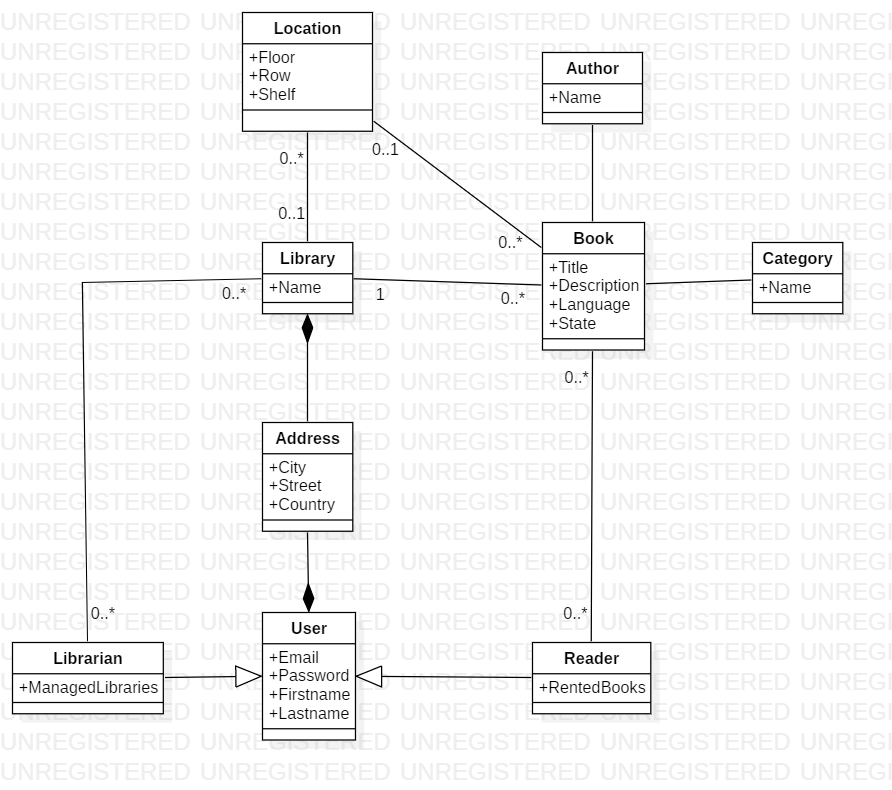 Location
+Floor
+Row
+Shelf
Author
+Name
0..1
0..*
0..1
0..*
Library
+Name
0..*
1
0..*
Book
+Title
+Description
+Language
+State
Category
+Name
0..*
Address
+City
+Street
+Country
0..*
0..*
Librarian
+ManagedLibraries
User
+Email
+Password
+Firstname
+Lastname
Reader
+RentedBooks
UNREGISTERED UNREGISTERED UNREGISTERED UNREGISTERED UNREGISTERED